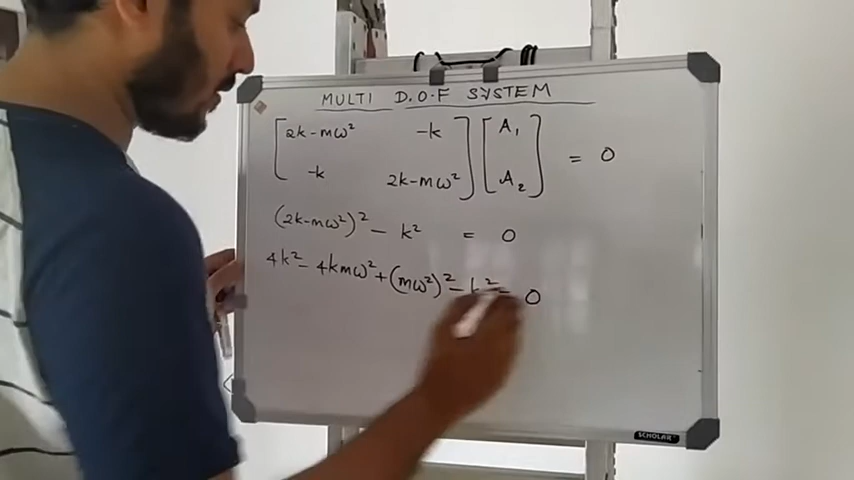 MULTI D.O.F SYSTEM
[2k-mω² -k] [A₁]
[-k 2k-mω²] [A₂] = 0
(2k-mω²)² - k² = 0
4k² - 4kmω² + (mω²)² - k² = 0
SCHOLAR